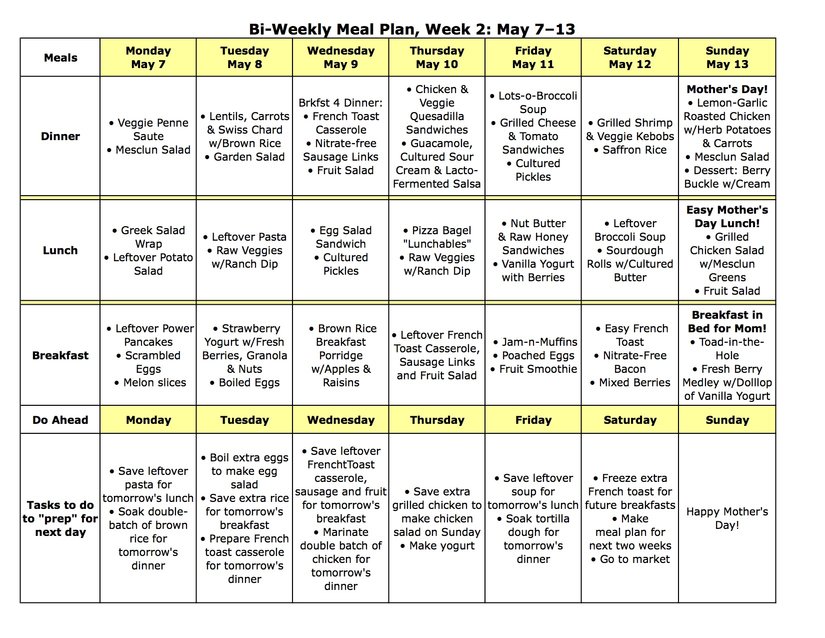 Bi-Weekly Meal Plan, Week 2: May 7–13
Meals
Monday
May 7
Tuesday
May 8
Wednesday
May 9
Thursday
May 10
Friday
May 11
Saturday
May 12
Sunday
May 13
Dinner
• Veggie Penne
Saute
• Mesclun Salad
• Lentils, Carrots
& Swiss Chard
w/Brown Rice
• Garden Salad
Brkfst 4 Dinner:
• French Toast
Casserole
• Nitrate-free
Sausage Links
• Fruit Salad
• Chicken &
Veggie
Quesadilla
Sandwiches
• Guacamole,
Cultured Sour
Cream & Lacto-
Fermented Salsa
• Lots-o-Broccoli
Soup
• Grilled Cheese
& Tomato
Sandwiches
• Cultured
Pickles
• Grilled Shrimp
& Veggie Kebobs
• Saffron Rice
Mother's Day!
• Lemon-Garlic
Roasted Chicken
w/Herb Potatoes
& Carrots
• Mesclun Salad
• Dessert: Berry
Buckle w/Cream
Lunch
• Greek Salad
Wrap
• Leftover Potato
Salad
• Leftover Pasta
• Raw Veggies
w/Ranch Dip
• Egg Salad
Sandwich
• Cultured
Pickles
• Pizza Bagel
"Lunchables"
• Raw Veggies
w/Ranch Dip
• Nut Butter
& Raw Honey
Sandwiches
• Vanilla Yogurt
with Berries
• Leftover
Broccoli Soup
• Sourdough
Rolls w/Cultured
Butter
Easy Mother's
Day Lunch!
• Grilled
Chicken Salad
w/Mesclun
Greens
• Fruit Salad
Breakfast
• Leftover Power
Pancakes
• Scrambled
Eggs
• Melon slices
• Strawberry
Yogurt w/Fresh
Berries, Granola
& Nuts
• Boiled Eggs
• Brown Rice
Breakfast
Porridge
w/Apples &
Raisins
• Leftover French
Toast Casserole,
Sausage Links
and Fruit Salad
• Jam-n-Muffins
• Poached Eggs
• Fruit Smoothie
• Easy French
Toast
• Nitrate-Free
Bacon
• Mixed Berries
Breakfast in
Bed for Mom!
• Toad-in-the-
Hole
• Fresh Berry
Medley w/Dolllop
of Vanilla Yogurt
Do Ahead
Monday
Tuesday
Wednesday
Thursday
Friday
Saturday
Sunday
Tasks to do
to "prep" for
next day
• Save leftover
pasta for
tomorrow's lunch
• Soak double-
batch of brown
rice for
tomorrow's
dinner
• Boil extra eggs
to make egg
salad
• Save extra rice
for tomorrow's
breakfast
• Prepare French
toast casserole
for tomorrow's
dinner
• Save leftover
FrenchtToast
casserole,
sausage and fruit
for tomorrow's
breakfast
• Marinate
double batch of
chicken for
tomorrow's
dinner
• Save extra
grilled chicken to
make chicken
salad on Sunday
• Make yogurt
• Save leftover
soup for
tomorrow's lunch
• Soak tortilla
dough for
tomorrow's
dinner
• Freeze extra
French toast for
future breakfasts
• Make
meal plan for
next two weeks
• Go to market
Happy Mother's
Day!